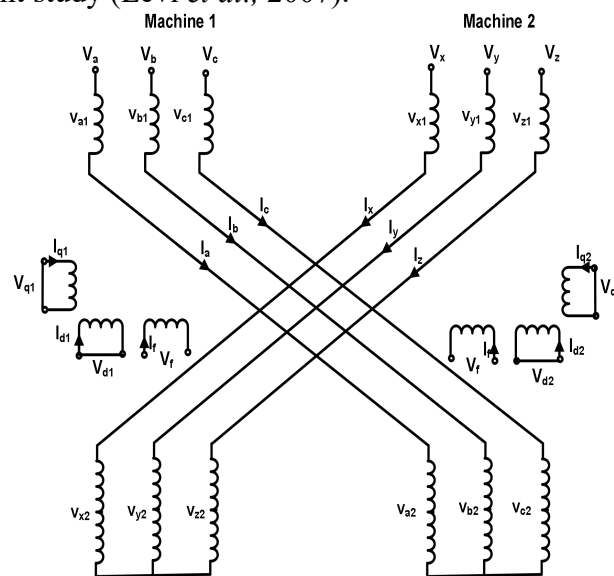 nt study (Levi et al., 2007).
Machine 1 Machine 2
Va Vb Vc Vx Vy Vz
Va1 Vb1 Vc1 Vx1 Vy1 Vz1
Ic Ix
Ib Iy
Ia Iz
Iq1 Iq2
Vq1
Id1 If If Id2
Vd1 Vf Vf Vd2
Vx2 Vy2 Vz2 Va2 Vb2 Vc2